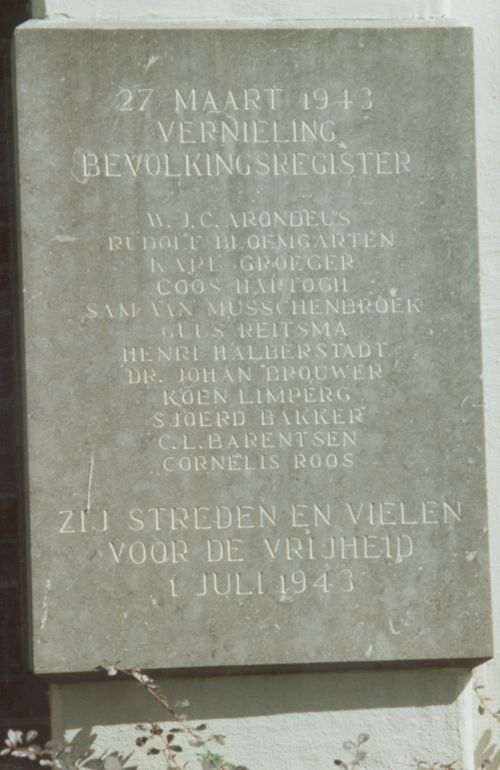 27 MAART 1943
VERNIELING
BEVOLKINGSREGISTER
W.J.C. ARONDEUS
RUDOLF BLOEMGARTEN
KARL GROEGER
COOS HARTOGH
SAM VAN MUSSCHENBROEK
GUUS REITSMA
HENRI HALBERSTADT
DR. JOHAN BROUWER
KOEN LIMPERG
SJOERD BAKKER
C.L. BARENTSEN
CORNELIS ROOS
ZIJ STREDEN EN VIELEN
VOOR DE VRIJHEID
1 JULI 1943